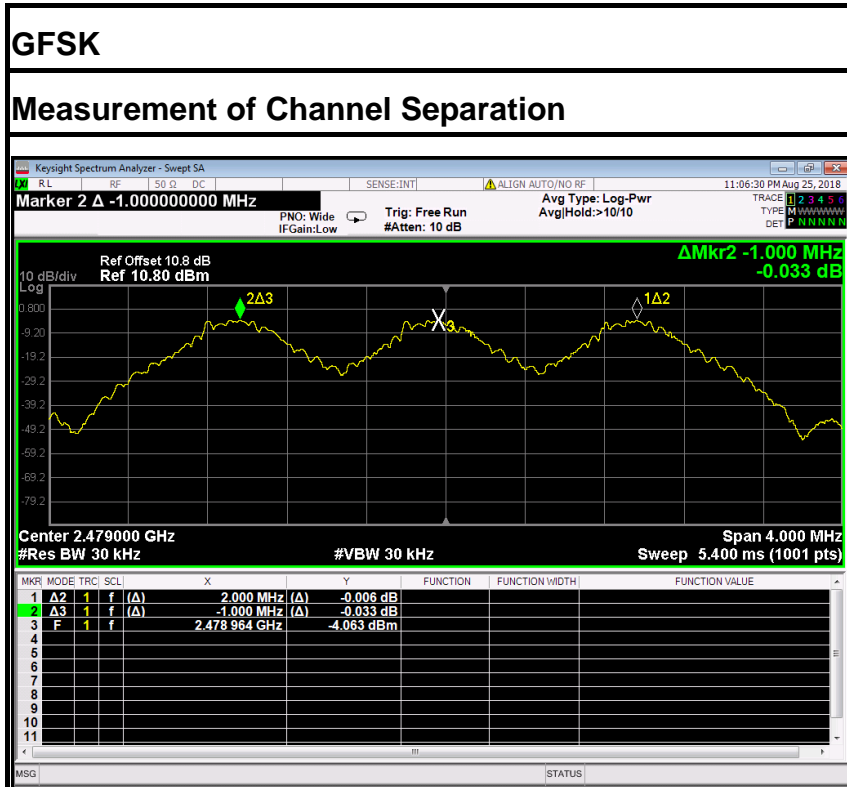 GFSK
Measurement of Channel Separation
Keysight Spectrum Analyzer - Swept SA
LXI RL RF 50 Ω DC SENSE:INT ALIGN AUTO/NO RF 11:06:30 PM Aug 25, 2018
Marker 2 Δ -1.000000000 MHz
PNO: Wide
IFGain:Low
Trig: Free Run
#Atten: 10 dB
Avg Type: Log-Pwr
Avg|Hold:>10/10
TRACE 1 2 3 4 5 6
TYPE M WWWWW
DET P N N N N N
ΔMkr2 -1.000 MHz
-0.033 dB
Ref Offset 10.8 dB
10 dB/div Ref 10.80 dBm
Log
2Δ3 1Δ2
0.800
3
-9.20
-19.2
-29.2
-39.2
-49.2
-59.2
-69.2
-79.2
Center 2.479000 GHz Span 4.000 MHz
#Res BW 30 kHz #VBW 30 kHz Sweep 5.400 ms (1001 pts)
MKR MODE TRC SCL X Y FUNCTION FUNCTION WIDTH FUNCTION VALUE
1 Δ2 1 f (Δ) 2.000 MHz (Δ) -0.006 dB
2 Δ3 1 f (Δ) -1.000 MHz (Δ) -0.033 dB
3 F 1 f 2.478 964 GHz -4.063 dBm
4
5
6
7
8
9
10
11
MSG STATUS